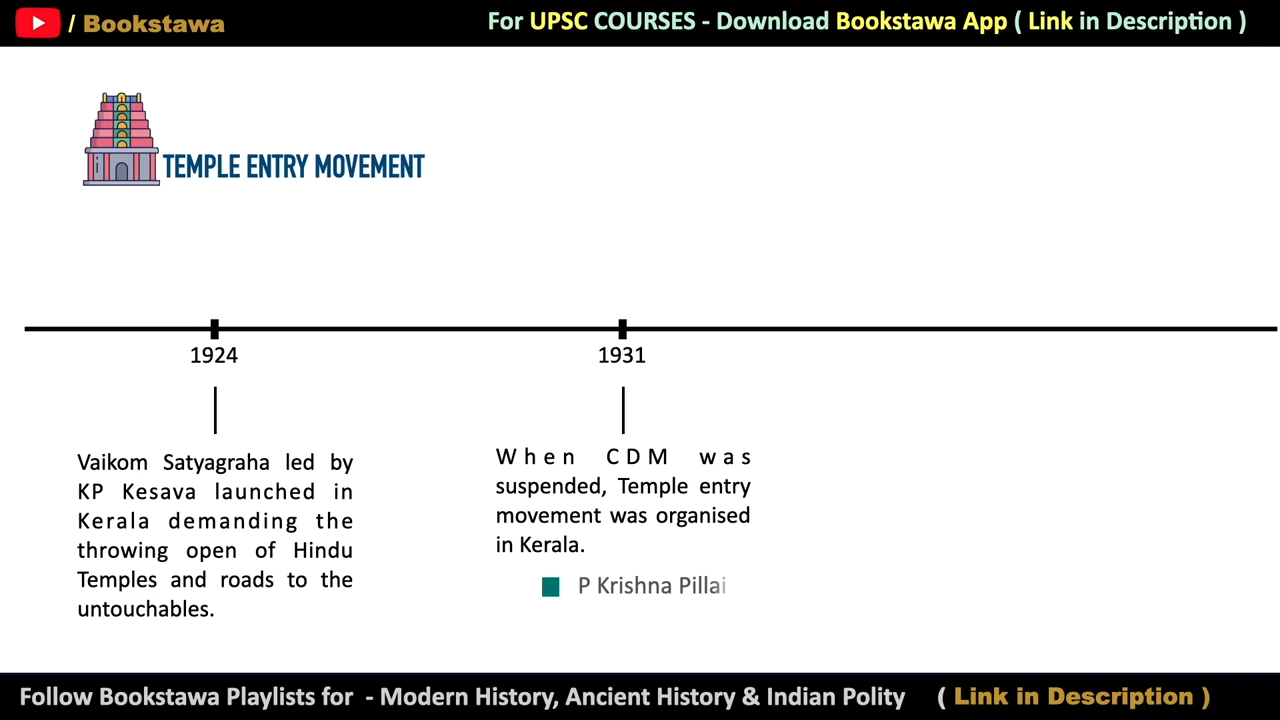 / Bookstawa
For UPSC COURSES - Download Bookstawa App ( Link in Description )
TEMPLE ENTRY MOVEMENT
1924
1931
Vaikom Satyagraha led by
KP Kesava launched in
Kerala demanding the
throwing open of Hindu
Temples and roads to the
untouchables.
When CDM was
suspended, Temple entry
movement was organised
in Kerala.
P Krishna Pillai
Follow Bookstawa Playlists for - Modern History, Ancient History & Indian Polity ( Link in Description )